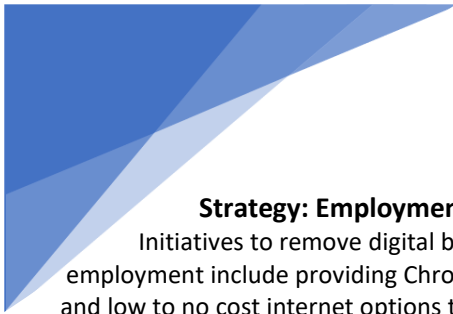 Strategy: Employmen
Initiatives to remove digital b
employment include providing Chro
and low to no cost internet options t